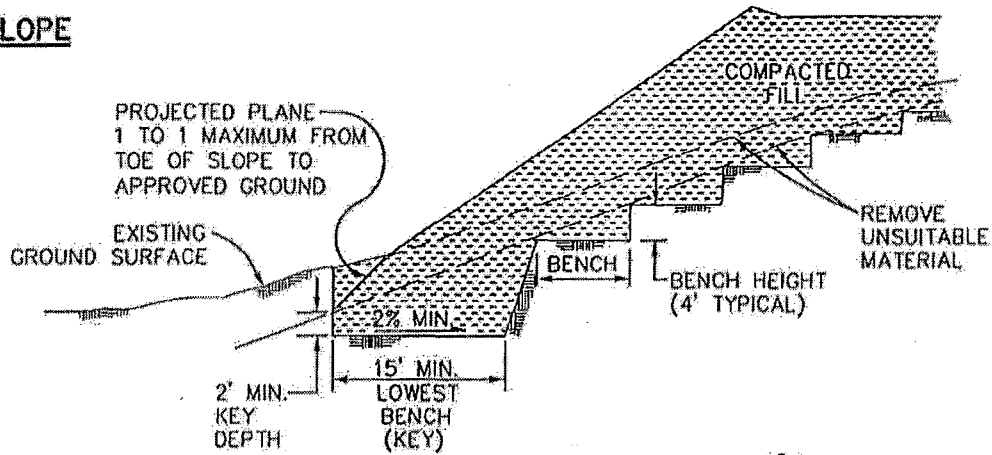 LOPE
COMPACTED
FILL
PROJECTED PLANE
1 TO 1 MAXIMUM FROM
TOE OF SLOPE TO
APPROVED GROUND
EXISTING
GROUND SURFACE
REMOVE
UNSUITABLE
MATERIAL
BENCH
BENCH HEIGHT
(4' TYPICAL)
2% MIN.
2' MIN.
KEY
DEPTH
15' MIN.
LOWEST
BENCH
(KEY)